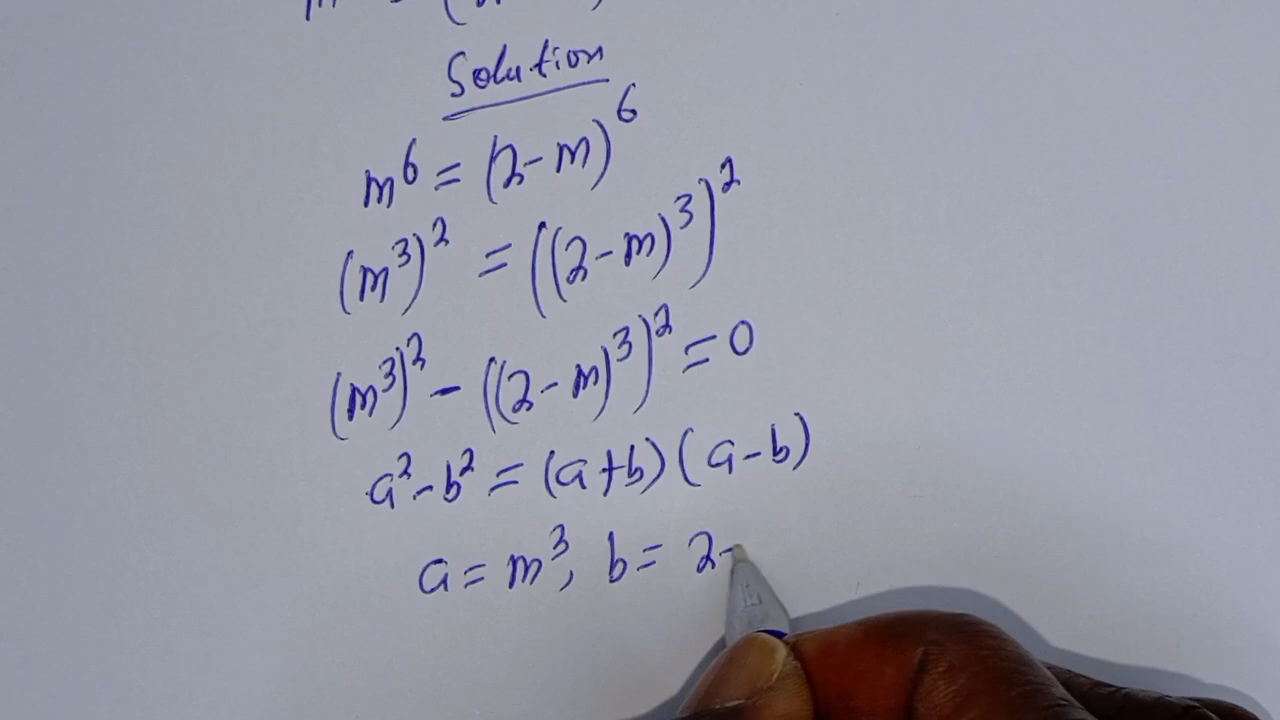 Solution
m⁶ = (2-m)⁶
(m³)² = ((2-m)³)²
(m³)² - ((2-m)³)² = 0
a²-b² = (a+b)(a-b)
a = m³, b = 2-